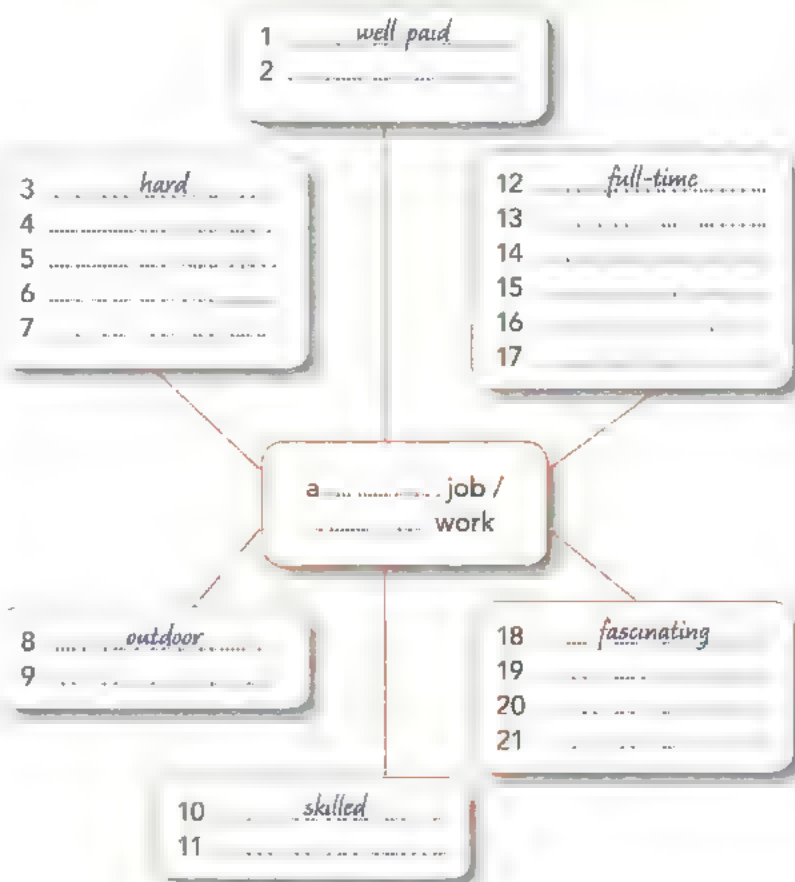 1 well paid
2
3 hard
4
5
6
7
12 full-time
13
14
15
16
17
a job /
work
8 outdoor
9
18 fascinating
19
20
21
10 skilled
11